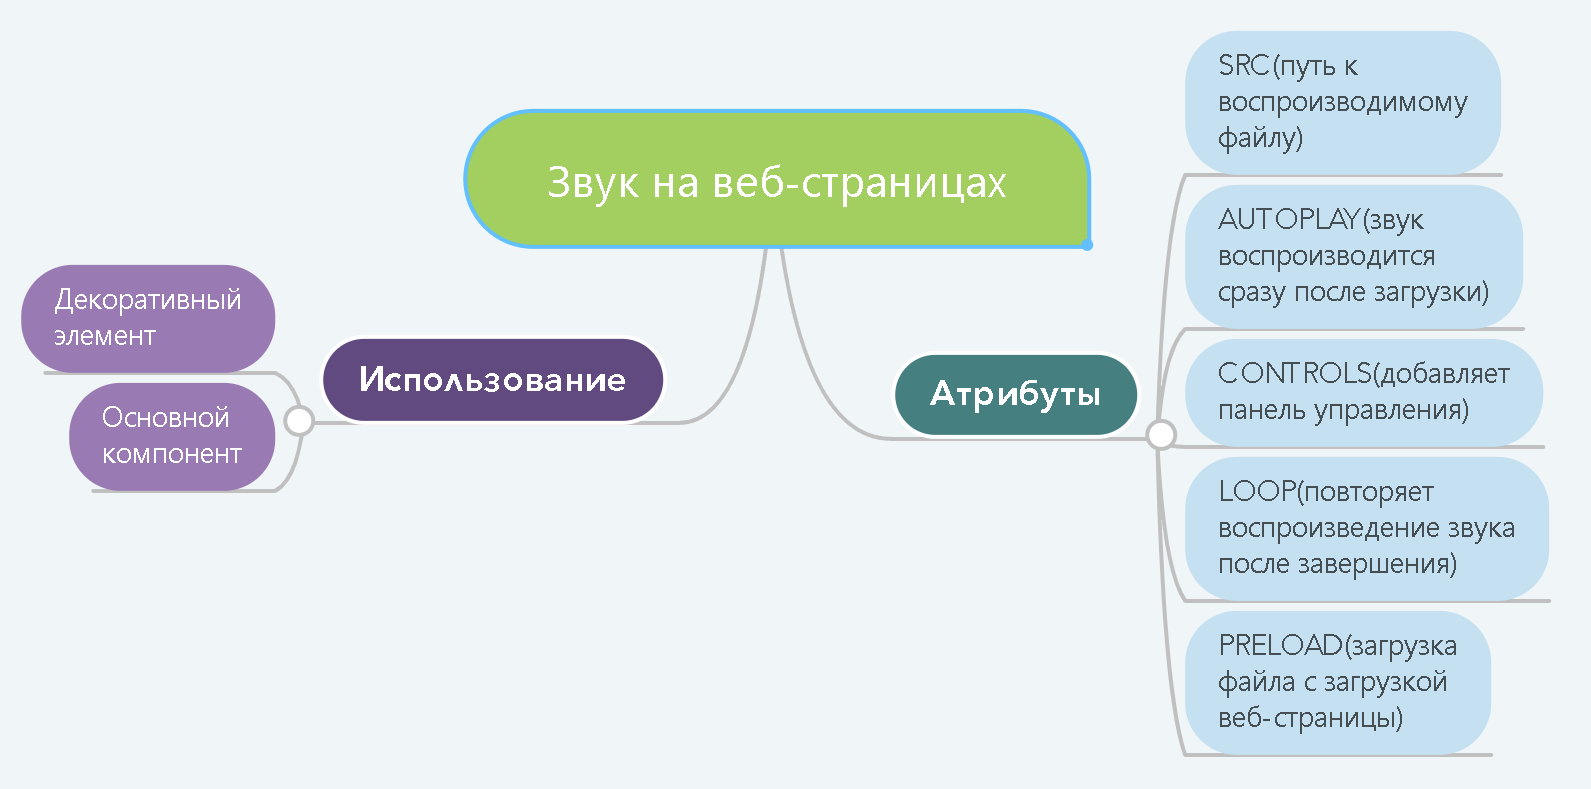 Звук на веб-страницах
Использование
Декоративный
элемент
Основной
компонент
Атрибуты
SRC(путь к
воспроизводимому
файлу)
AUTOPLAY(звук
воспроизводится
сразу после загрузки)
CONTROLS(добавляет
панель управления)
LOOP(повторяет
воспроизведение звука
после завершения)
PRELOAD(загрузка
файла с загрузкой
веб-страницы)